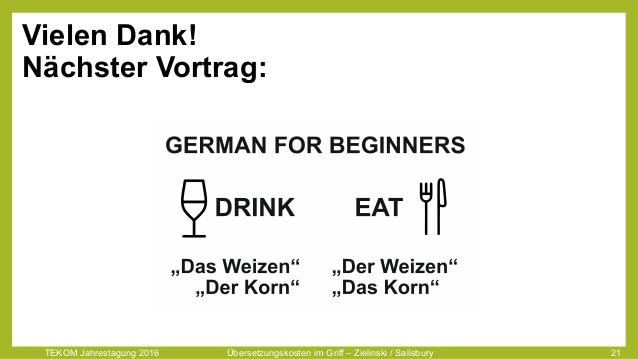 Vielen Dank!
Nächster Vortrag:
GERMAN FOR BEGINNERS
DRINK
„Das Weizen“
„Der Korn“
EAT
„Der Weizen“
„Das Korn“
TEKOM Jahrestagung 2016
Übersetzungskosten im Griff – Zielinski / Salisbury
21